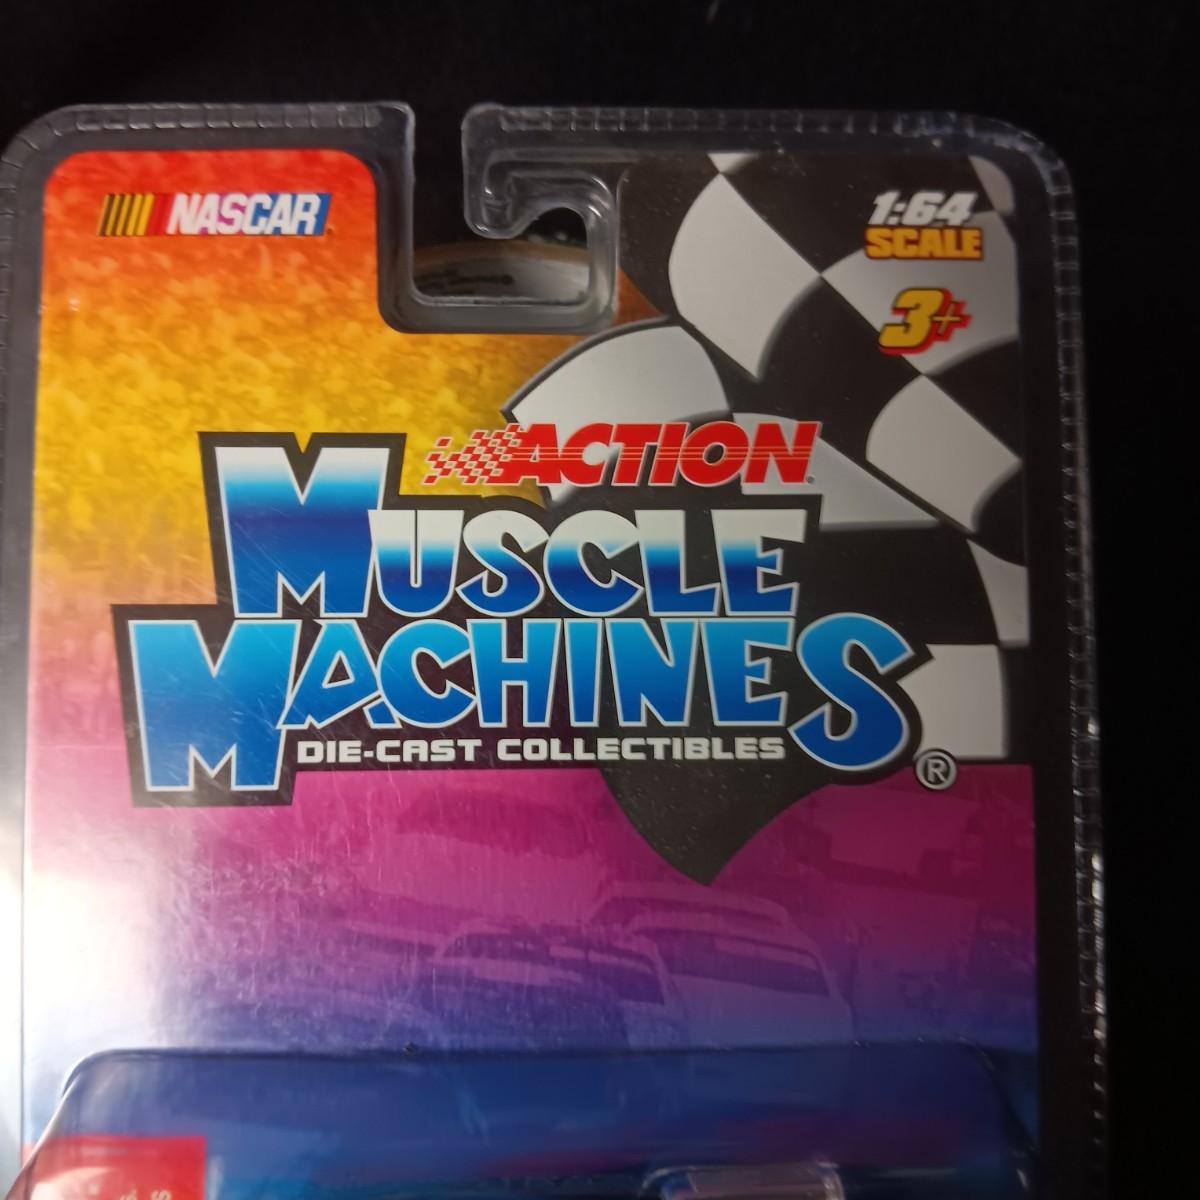 NASCAR
1:64
SCALE
3+
ACTION
MUSCLE
MACHINES
DIE-CAST COLLECTIBLES ®